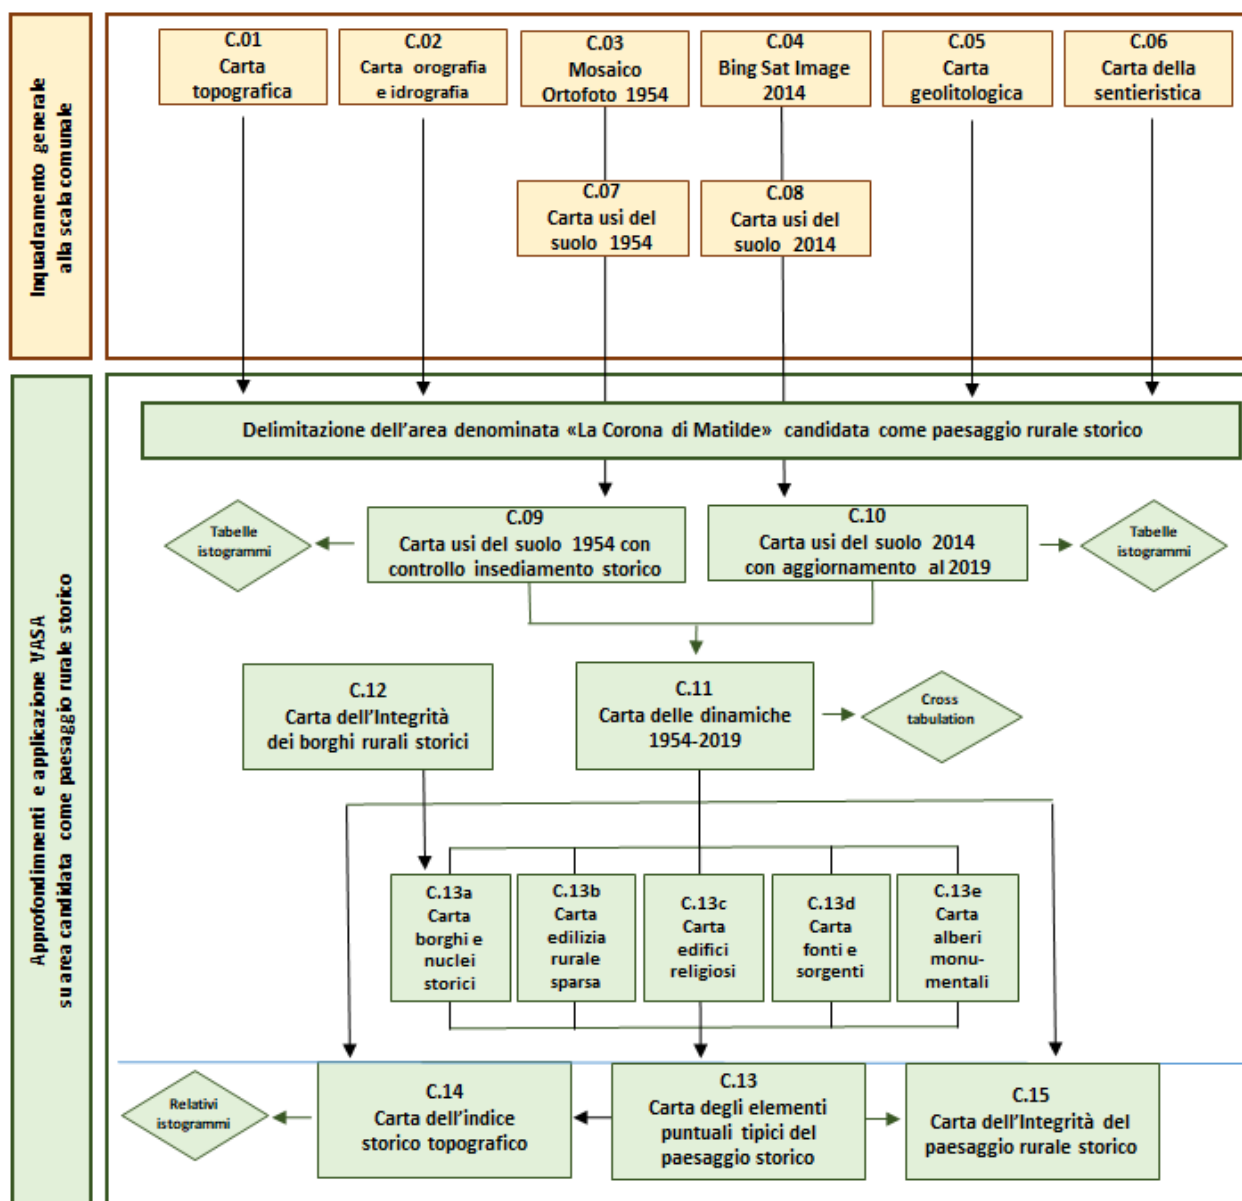 Inquadramento generale
alla scala comunale
C.01
Carta
topografica
C.02
Carta orografia
e idrografia
C.03
Mosaico
Ortofoto 1954
C.04
Bing Sat Image
2014
C.05
Carta
geolitologica
C.06
Carta della
sentieristica
C.07
Carta usi del
suolo 1954
C.08
Carta usi del
suolo 2014
Approfondimnenti e applicazione VASA
su area candidata come paesaggio rurale storico
Delimitazione dell'area denominata «La Corona di Matilde» candidata come paesaggio rurale storico
Tabelle
istogrammi
C.09
Carta usi del suolo 1954 con
controllo insediamento storico
C.10
Carta usi del suolo 2014
con aggiornamento al 2019
Tabelle
istogrammi
C.12
Carta dell'Integrità
dei borghi rurali storici
C.11
Carta delle dinamiche
1954-2019
Cross
tabulation
C.13a
Carta
borghi e
nuclei
storici
C.13b
Carta
edilizia
rurale
sparsa
C.13c
Carta
edifici
religiosi
C.13d
Carta
fonti e
sorgenti
C.13e
Carta
alberi
monu-
mentali
Relativi
istogrammi
C.14
Carta dell'indice
storico topografico
C.13
Carta degli elementi
puntuali tipici del
paesaggio storico
C.15
Carta dell'Integrità del
paesaggio rurale storico